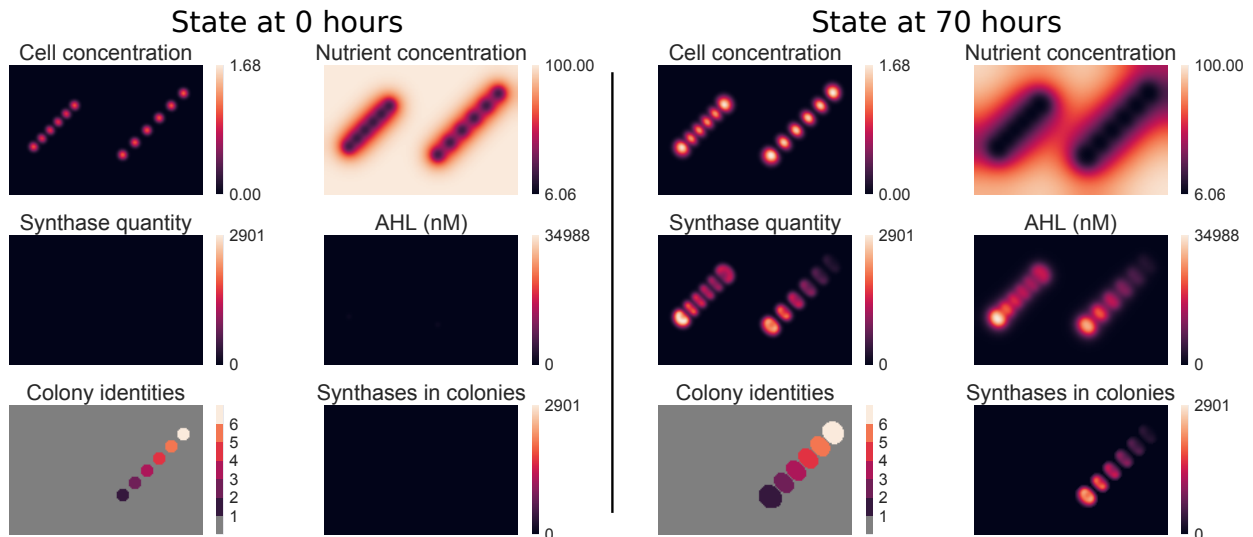 State at 0 hours
State at 70 hours
Cell concentration
1.68
0.00
Nutrient concentration
100.00
6.06
Cell concentration
1.68
0.00
Nutrient concentration
100.00
6.06
Synthase quantity
2901
0
AHL (nM)
34988
0
Synthase quantity
2901
0
AHL (nM)
34988
0
Colony identities
6
5
4
3
2
1
Synthases in colonies
2901
0
Colony identities
6
5
4
3
2
1
Synthases in colonies
2901
0